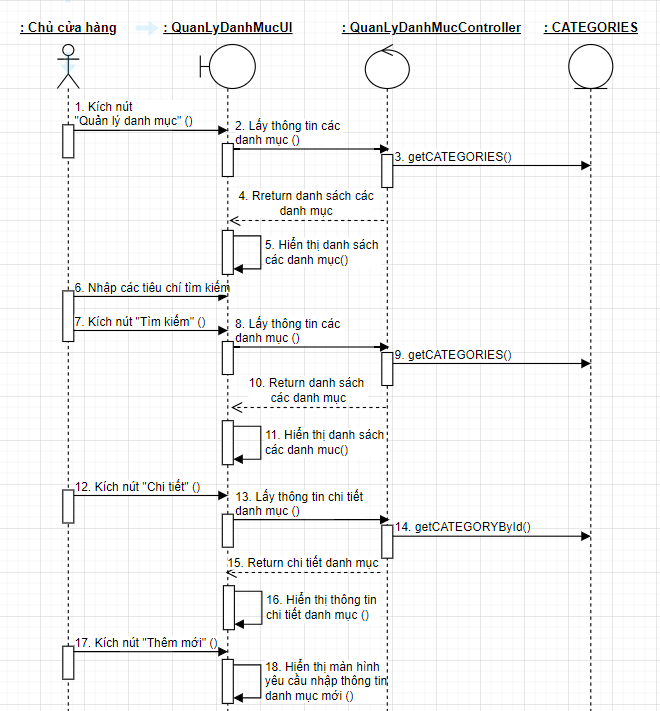 : Chủ cửa hàng
: QuanLyDanhMucUI
: QuanLyDanhMucController
: CATEGORIES
1. Kích nút
"Quản lý danh mục" ()
2. Lấy thông tin các
danh mục ()
3. getCATEGORIES()
4. Rreturn danh sách các
danh mục
5. Hiển thị danh sách
các danh mục()
6. Nhập các tiêu chí tìm kiếm
7. Kích nút "Tìm kiếm" ()
8. Lấy thông tin các
danh mục ()
9. getCATEGORIES()
10. Return danh sách
các danh mục
11. Hiển thị danh sách
các danh mục()
12. Kích nút "Chi tiết" ()
13. Lấy thông tin chi tiết
danh mục ()
14. getCATEGORYById()
15. Return chi tiết danh mục
16. Hiển thị thông tin
chi tiết danh mục ()
17. Kích nút "Thêm mới" ()
18. Hiển thị màn hình
yêu cầu nhập thông tin
danh mục mới ()